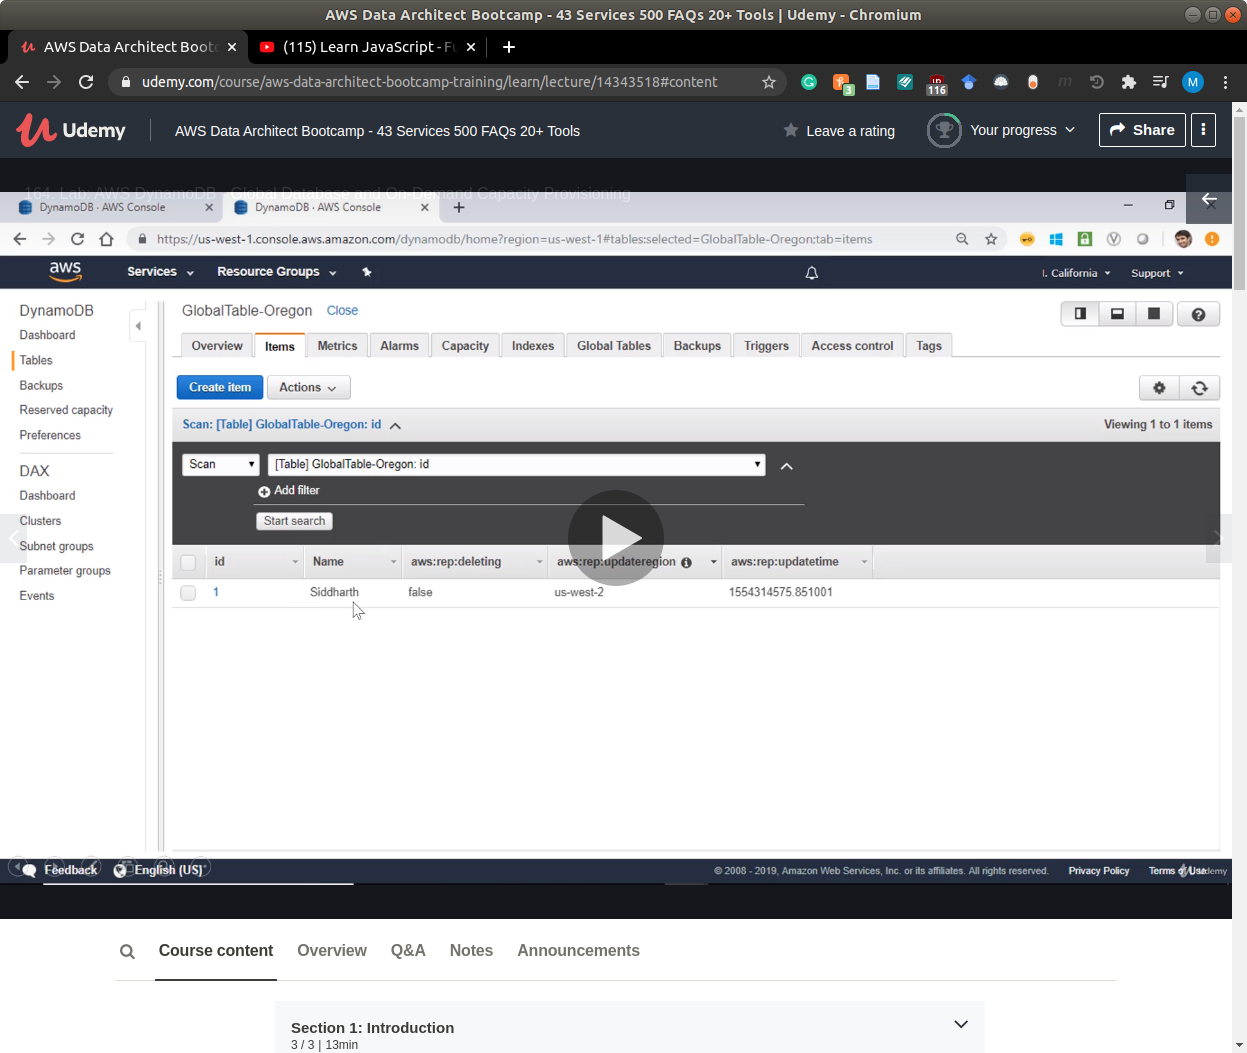 AWS Data Architect Bootcamp - 43 Services 500 FAQs 20+ Tools | Udemy - Chromium
AWS Data Architect Bootc
(115) Learn JavaScript - Fu
udemy.com/course/aws-data-architect-bootcamp-training/learn/lecture/14343518#content
3
116
M
Udemy
AWS Data Architect Bootcamp - 43 Services 500 FAQs 20+ Tools
Leave a rating
Your progress
Share
164. Lab: AWS DynamoDB - Global Database and On-Demand Capacity Provisioning
DynamoDB · AWS Console
DynamoDB · AWS Console
https://us-west-1.console.aws.amazon.com/dynamodb/home?region=us-west-1#tables:selected=GlobalTable-Oregon;tab=items
aws
Services
Resource Groups
. California
Support
DynamoDB
Dashboard
Tables
Backups
Reserved capacity
Preferences
DAX
Dashboard
Clusters
Subnet groups
Parameter groups
Events
GlobalTable-Oregon Close
Overview Items Metrics Alarms Capacity Indexes Global Tables Backups Triggers Access control Tags
Create item Actions
Scan: [Table] GlobalTable-Oregon: id
Viewing 1 to 1 items
Scan [Table] GlobalTable-Oregon: id
Add filter
Start search
id Name aws:rep:deleting aws:rep:updateregion aws:rep:updatetime
1 Siddharth false us-west-2 1554314575.851001
Feedback English (US)
© 2008 - 2019, Amazon Web Services, Inc. or its affiliates. All rights reserved. Privacy Policy Terms of Use
Udemy
Course content Overview Q&A Notes Announcements
Section 1: Introduction
3 / 3 | 13min